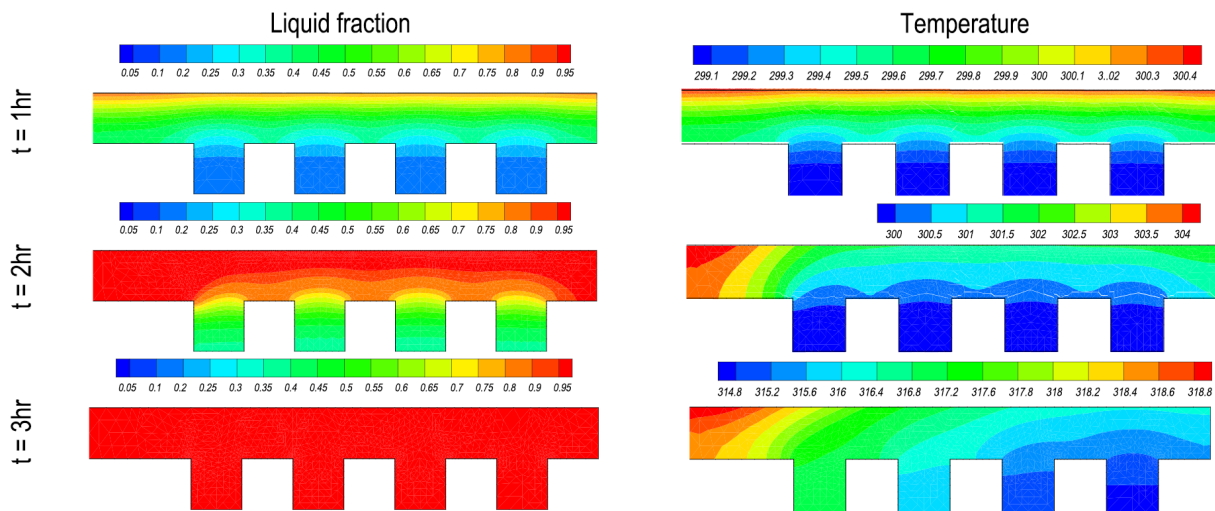 Liquid fraction
Temperature
t = 1hr
0.05 0.1 0.2 0.25 0.3 0.35 0.4 0.45 0.5 0.55 0.6 0.65 0.7 0.8 0.9 0.95
299.1 299.2 299.3 299.4 299.5 299.6 299.7 299.8 299.9 300 300.1 3..02 300.3 300.4
t = 2hr
0.05 0.1 0.2 0.25 0.3 0.35 0.4 0.45 0.5 0.55 0.6 0.65 0.7 0.8 0.9 0.95
300 300.5 301 301.5 302 302.5 303 303.5 304
t = 3hr
0.05 0.1 0.2 0.25 0.3 0.35 0.4 0.45 0.5 0.55 0.6 0.65 0.7 0.8 0.9 0.95
314.8 315.2 315.6 316 316.4 316.8 317.2 317.6 317.8 318 318.2 318.4 318.6 318.8